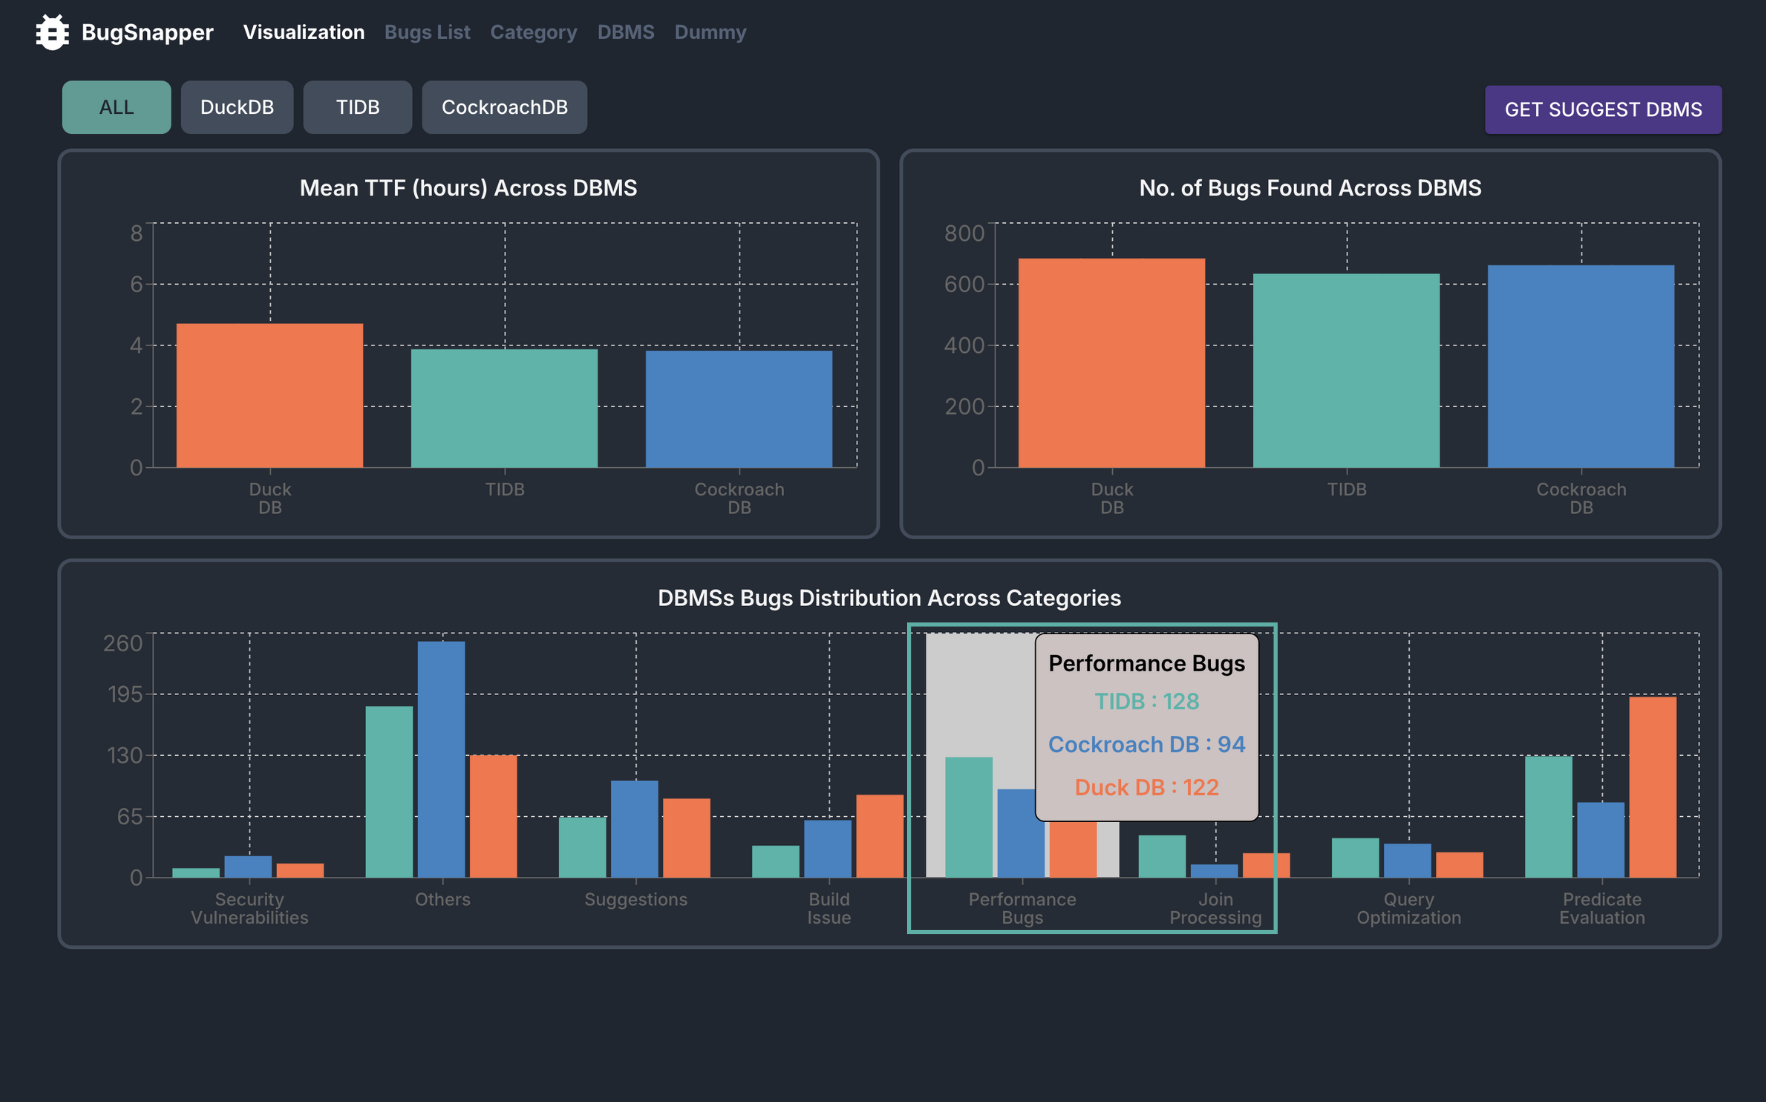 BugSnapper Visualization Bugs List Category DBMS Dummy
ALL DuckDB TIDB CockroachDB
GET SUGGEST DBMS
Mean TTF (hours) Across DBMS
8
6
4
2
0
Duck
DB
TIDB
Cockroach
DB
No. of Bugs Found Across DBMS
800
600
400
200
0
Duck
DB
TIDB
Cockroach
DB
DBMSs Bugs Distribution Across Categories
260
195
130
65
0
Performance Bugs
TIDB : 128
Cockroach DB : 94
Duck DB : 122
Security
Vulnerabilities
Others
Suggestions
Build
Issue
Performance
Bugs
Join
Processing
Query
Optimization
Predicate
Evaluation